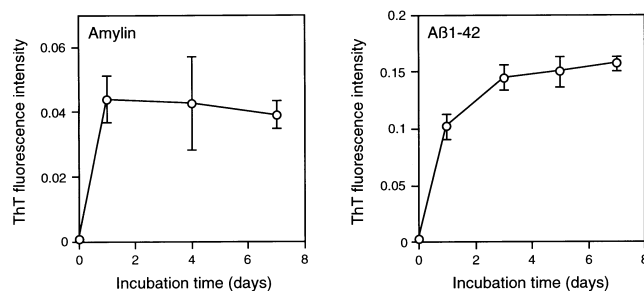 Amylin
ThT fluorescence intensity
0.06
0.04
0.02
0
0 2 4 6 8
Incubation time (days)
Aß1-42
ThT fluorescence intensity
0.2
0.15
0.1
0.05
0
0 2 4 6 8
Incubation time (days)